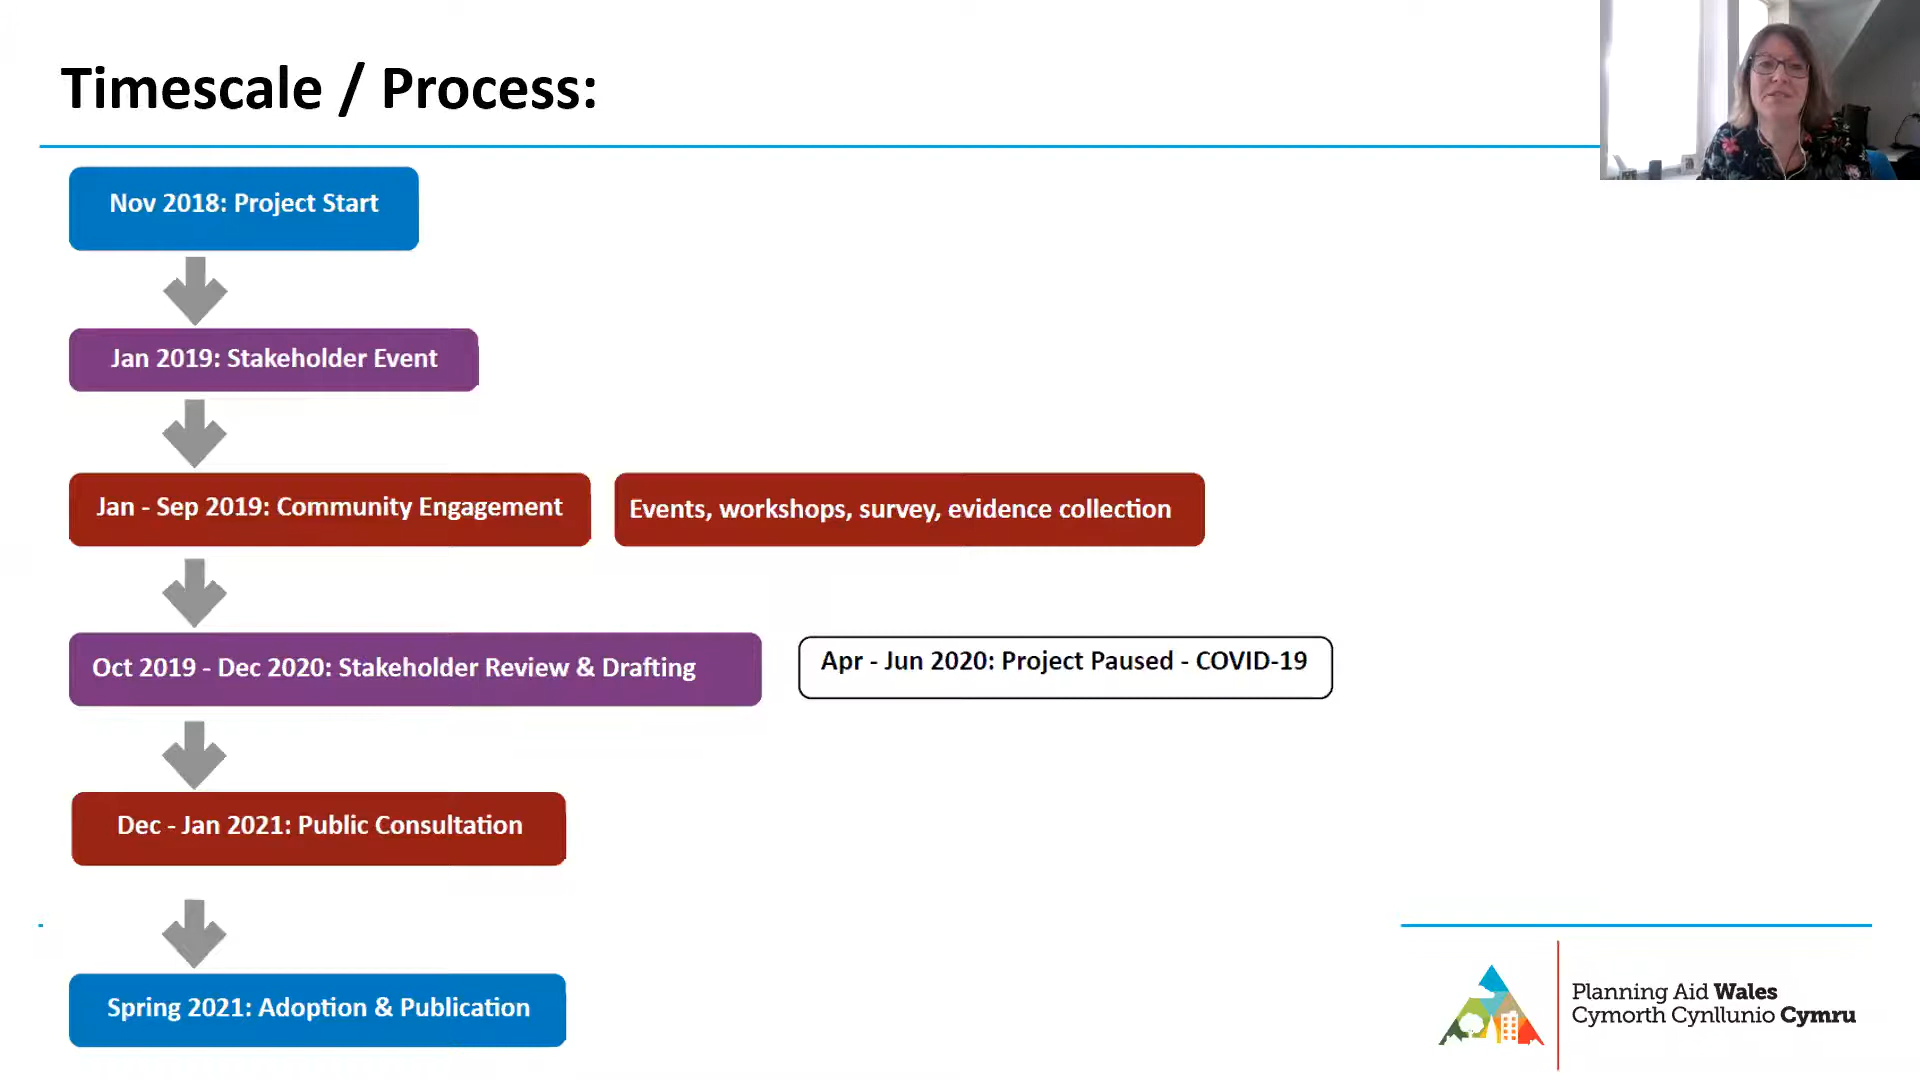 Timescale / Process:
Nov 2018: Project Start
Jan 2019: Stakeholder Event
Jan - Sep 2019: Community Engagement
Events, workshops, survey, evidence collection
Oct 2019 - Dec 2020: Stakeholder Review & Drafting
Apr - Jun 2020: Project Paused - COVID-19
Dec - Jan 2021: Public Consultation
Spring 2021: Adoption & Publication
Planning Aid Wales
Cymorth Cynllunio Cymru